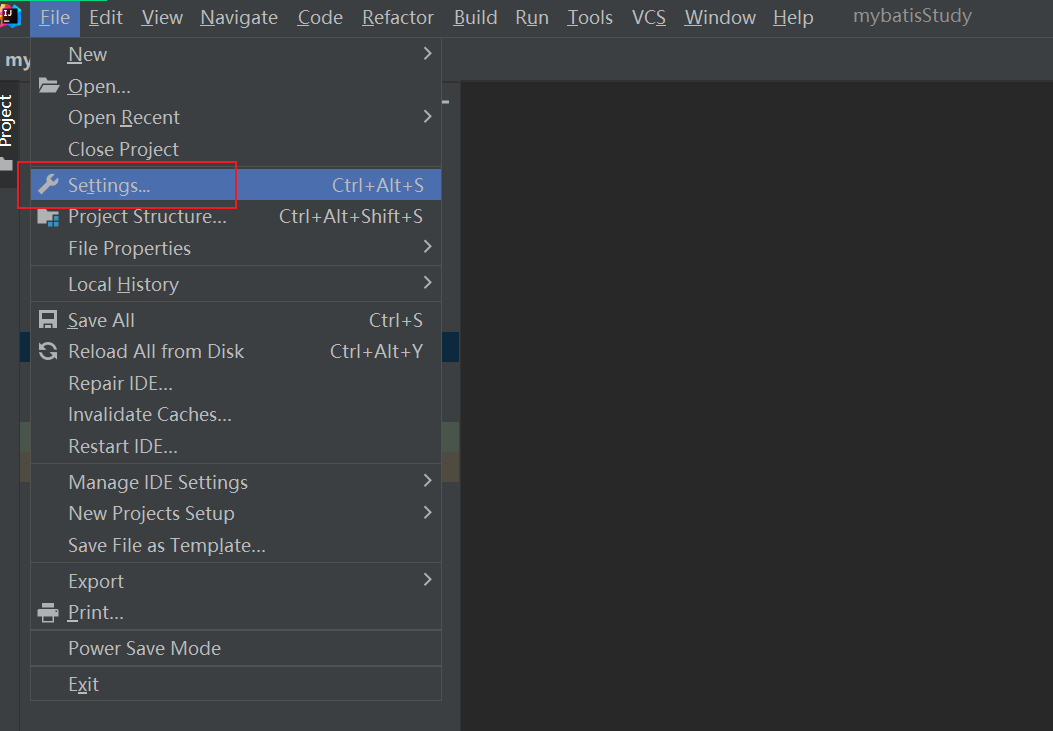 File Edit View Navigate Code Refactor Build Run Tools VCS Window Help mybatisStudy
my
Project
New
Open...
Open Recent
Close Project
Settings... Ctrl+Alt+S
Project Structure... Ctrl+Alt+Shift+S
File Properties
Local History
Save All Ctrl+S
Reload All from Disk Ctrl+Alt+Y
Repair IDE...
Invalidate Caches...
Restart IDE...
Manage IDE Settings
New Projects Setup
Save File as Template...
Export
Print...
Power Save Mode
Exit